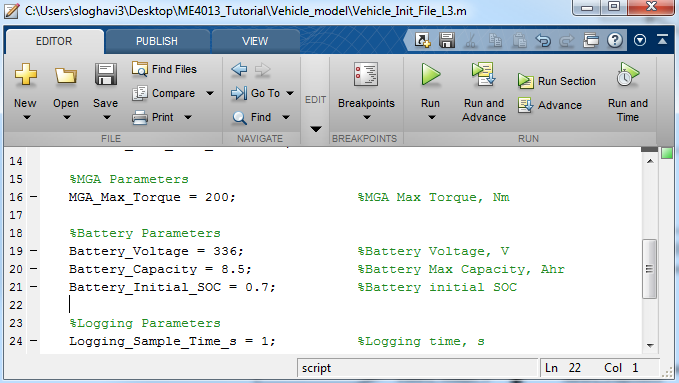 C:\Users\sloghavi3\Desktop\ME4013_Tutorial\Vehicle_model\Vehicle_Init_File_L3.m
EDITOR PUBLISH VIEW
New
Open
Save
Find Files
Compare
Print
FILE
Go To
Find
NAVIGATE
EDIT
Breakpoints
BREAKPOINTS
Run
Run and Advance
Run Section
Advance
Run and Time
RUN
14
15 %MGA Parameters
16 MGA_Max_Torque = 200; %MGA Max Torque, Nm
17
18 %Battery Parameters
19 Battery_Voltage = 336; %Battery Voltage, V
20 Battery_Capacity = 8.5; %Battery Max Capacity, Ahr
21 Battery_Initial_SOC = 0.7; %Battery initial SOC
22
23 %Logging Parameters
24 Logging_Sample_Time_s = 1; %Logging time, s
script Ln 22 Col 1